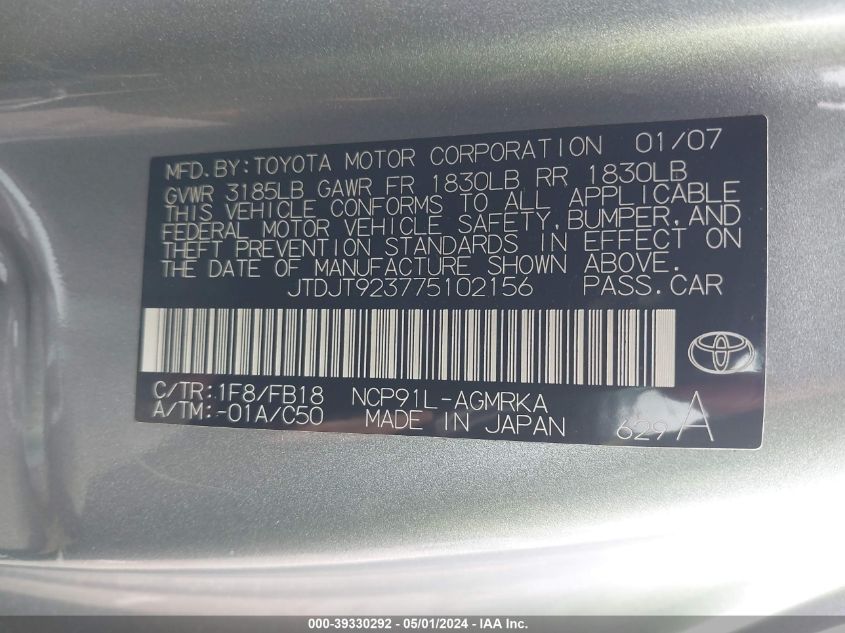 MFD.BY:TOYOTA MOTOR CORPORATION 01/07
GVWR 3185LB GAWR FR 1830LB RR 1830LB
THIS VEHICLE CONFORMS TO ALL APPLICABLE
FEDERAL MOTOR VEHICLE SAFETY,BUMPER,AND
THEFT PREVENTION STANDARDS IN EFFECT ON
THE DATE OF MANUFACTURE SHOWN ABOVE.
JTDJT923775102156 PASS.CAR
C/TR:1F8/FB18 NCP91L-AGMRKA
A/TM:-01A/C50 MADE IN JAPAN 629 A
000-39330292 - 05/01/2024 - IAA Inc.